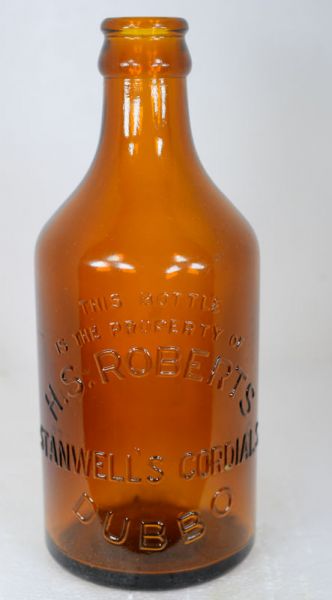 THIS BOTTLE
IS THE PROPERTY OF
H.S. ROBERTS
STANWELL'S CORDIALS
DUBBO